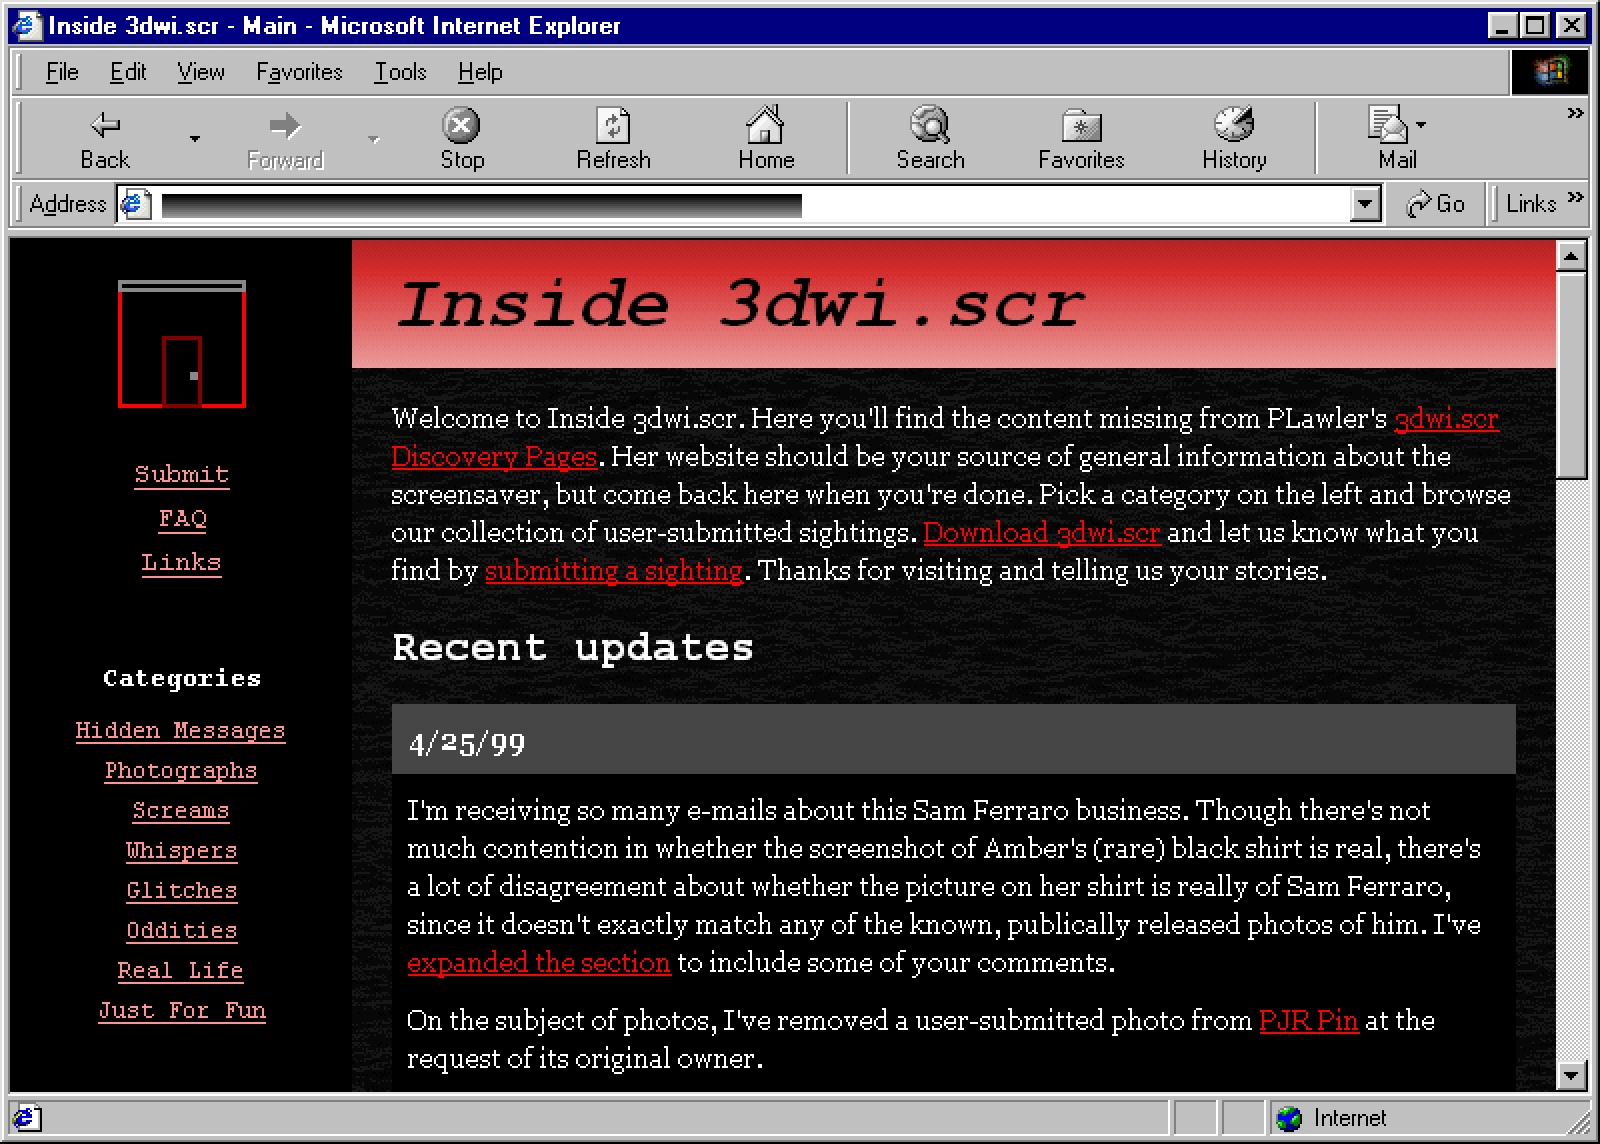 Inside 3dwi.scr - Main - Microsoft Internet Explorer
File Edit View Favorites Tools Help
Back Forward Stop Refresh Home Search Favorites History Mail
Address Go Links
Inside 3dwi.scr
Submit
FAQ
Links
Categories
Hidden Messages
Photographs
Screams
Whispers
Glitches
Oddities
Real Life
Just For Fun
Welcome to Inside 3dwi.scr. Here you'll find the content missing from PLawler's 3dwi.scr
Discovery Pages. Her website should be your source of general information about the
screensaver, but come back here when you're done. Pick a category on the left and browse
our collection of user-submitted sightings. Download 3dwi.scr and let us know what you
find by submitting a sighting. Thanks for visiting and telling us your stories.
Recent updates
4/25/99
I'm receiving so many e-mails about this Sam Ferraro business. Though there's not
much contention in whether the screenshot of Amber's (rare) black shirt is real, there's
a lot of disagreement about whether the picture on her shirt is really of Sam Ferraro,
since it doesn't exactly match any of the known, publically released photos of him. I've
expanded the section to include some of your comments.
On the subject of photos, I've removed a user-submitted photo from PJR Pin at the
request of its original owner.
Internet